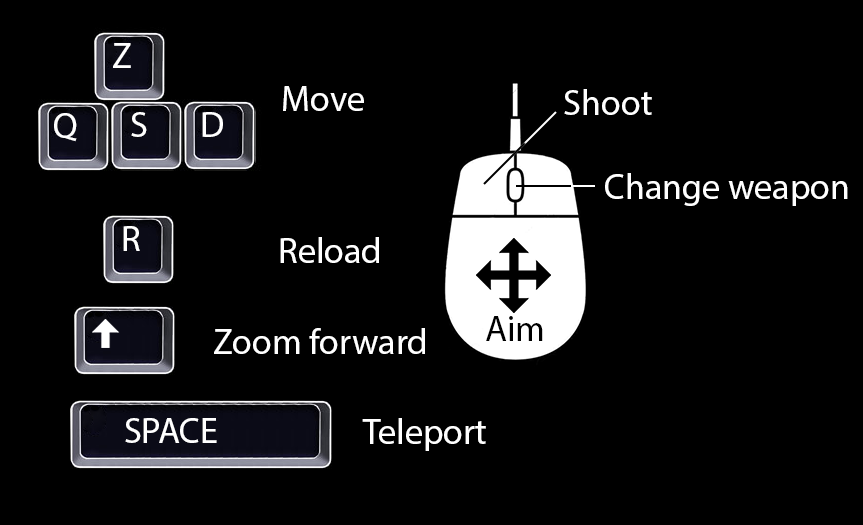 Z
Q S D Move
R Reload
Zoom forward
SPACE Teleport
Shoot
Change weapon
Aim